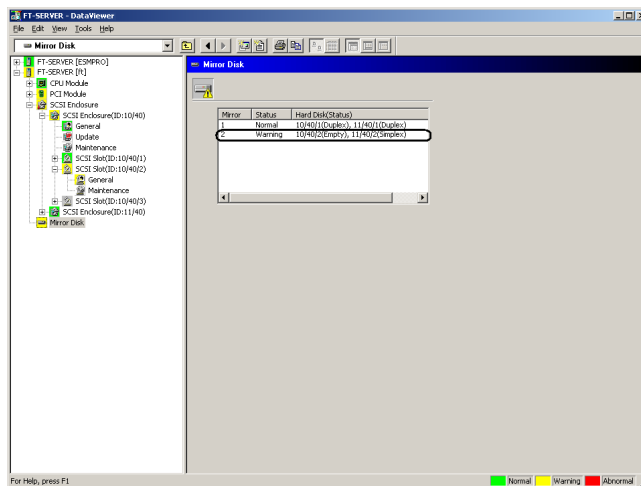 FT-SERVER - DataViewer
File Edit View Tools Help
Mirror Disk
FT-SERVER [ESMPRO]
FT-SERVER [ft]
CPU Module
PCI Module
SCSI Enclosure
SCSI Enclosure(ID:10/40)
General
Update
Maintenance
SCSI Slot(ID:10/40/1)
SCSI Slot(ID:10/40/2)
General
Maintenance
SCSI Slot(ID:10/40/3)
SCSI Enclosure(ID:11/40)
Mirror Disk
Mirror Disk
Mirror Status Hard Disk(Status)
1 Normal 10/40/1(Duplex), 11/40/1(Duplex)
2 Warning 10/40/2(Empty), 11/40/2(Simplex)
For Help, press F1
Normal Warning Abnormal